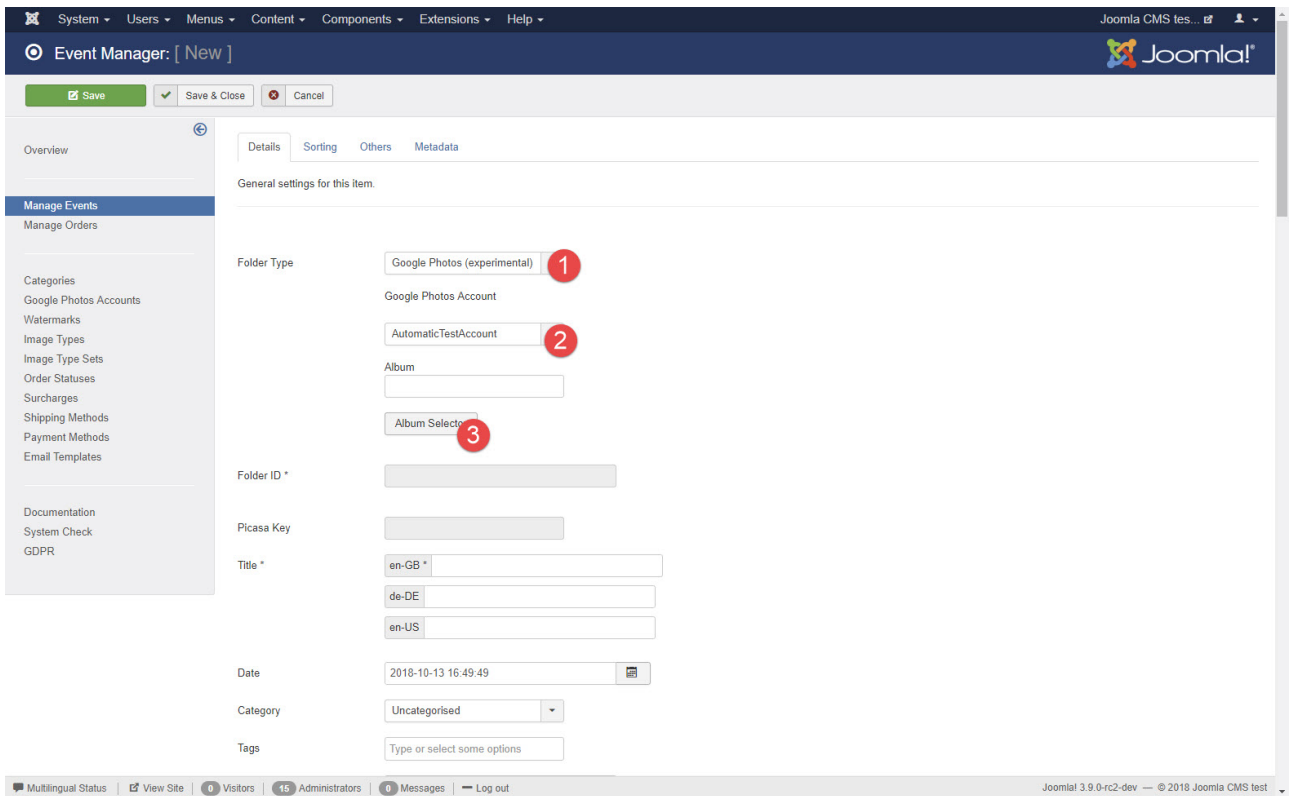 System Users Menus Content Components Extensions Help Joomla CMS tes...
Event Manager: [ New ] Joomla!®
Save Save & Close Cancel
Overview
Manage Events
Manage Orders
Categories
Google Photos Accounts
Watermarks
Image Types
Image Type Sets
Order Statuses
Surcharges
Shipping Methods
Payment Methods
Email Templates
Documentation
System Check
GDPR
Details Sorting Others Metadata
General settings for this item.
Folder Type Google Photos (experimental) 1
Google Photos Account
AutomaticTestAccount 2
Album
Album Selector 3
Folder ID *
Picasa Key
Title * en-GB *
de-DE
en-US
Date 2018-10-13 16:49:49
Category Uncategorised
Tags Type or select some options
Multilingual Status View Site 0 Visitors 15 Administrators 0 Messages Log out Joomla! 3.9.0-rc2-dev — © 2018 Joomla CMS test